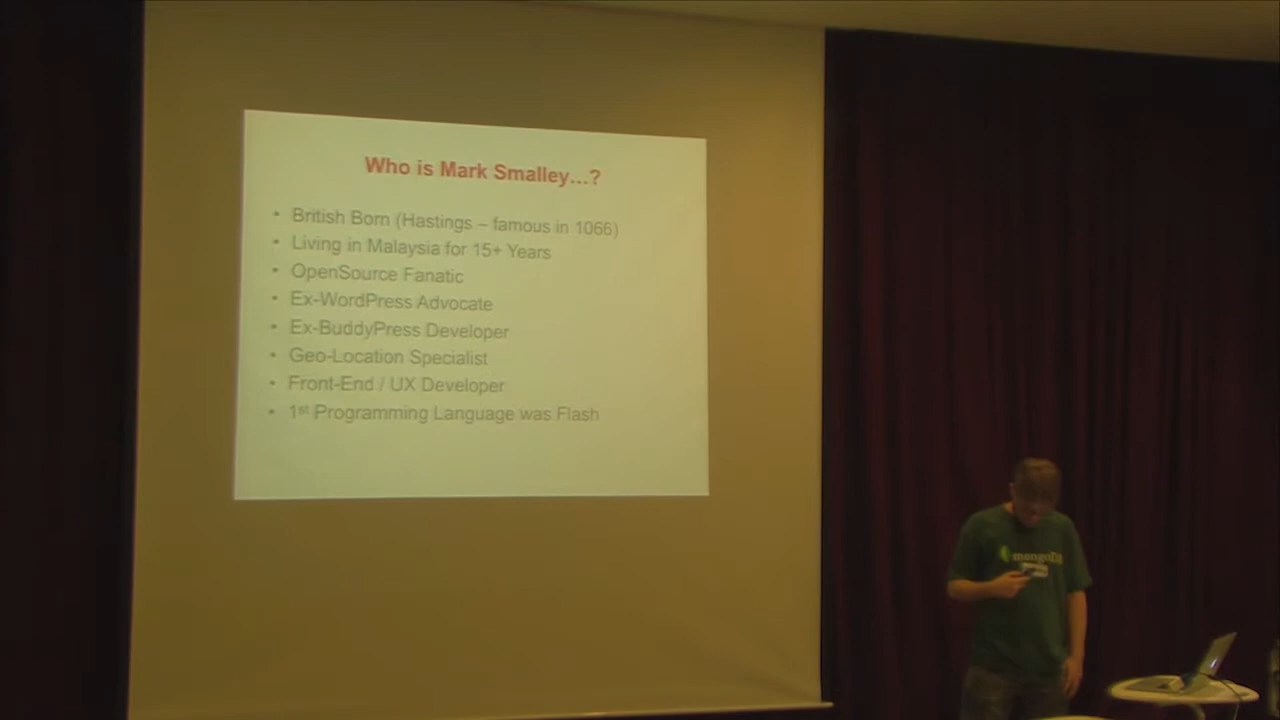 Who is Mark Smalley...?
• British Born (Hastings – famous in 1066)
• Living in Malaysia for 15+ Years
• OpenSource Fanatic
• Ex-WordPress Advocate
• Ex-BuddyPress Developer
• Geo-Location Specialist
• Front-End / UX Developer
• 1st Programming Language was Flash
mongoDB